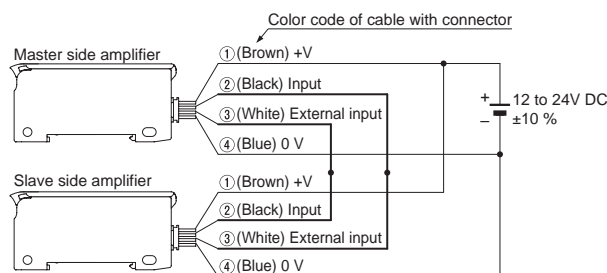 Color code of cable with connector
Master side amplifier
① (Brown) +V
② (Black) Input
③ (White) External input
④ (Blue) 0 V
+
–
12 to 24V DC
±10 %
Slave side amplifier
① (Brown) +V
② (Black) Input
③ (White) External input
④ (Blue) 0 V